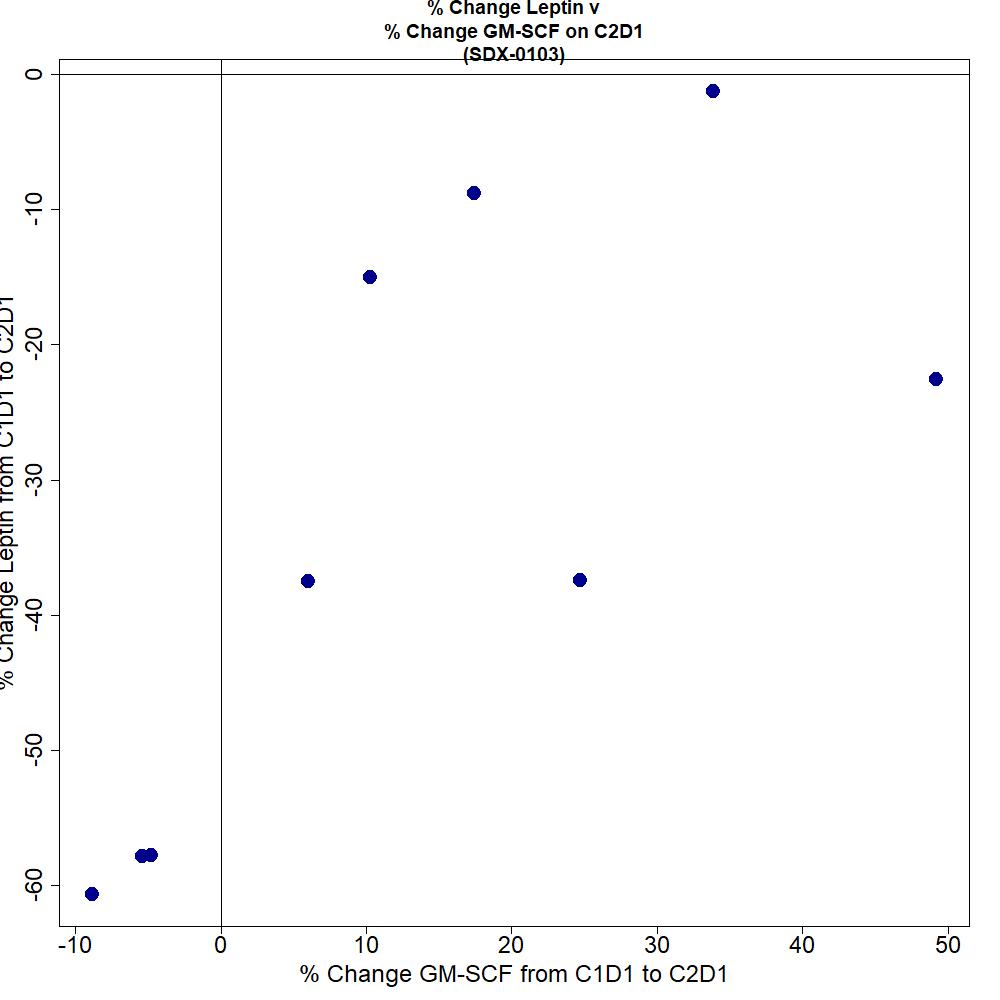 % Change Leptin v
% Change GM-SCF on C2D1
(SDX-0103)
0
-10
-20
-30
-40
-50
-60
% Change Leptin from C1D1 to C2D1
-10 0 10 20 30 40 50
% Change GM-SCF from C1D1 to C2D1